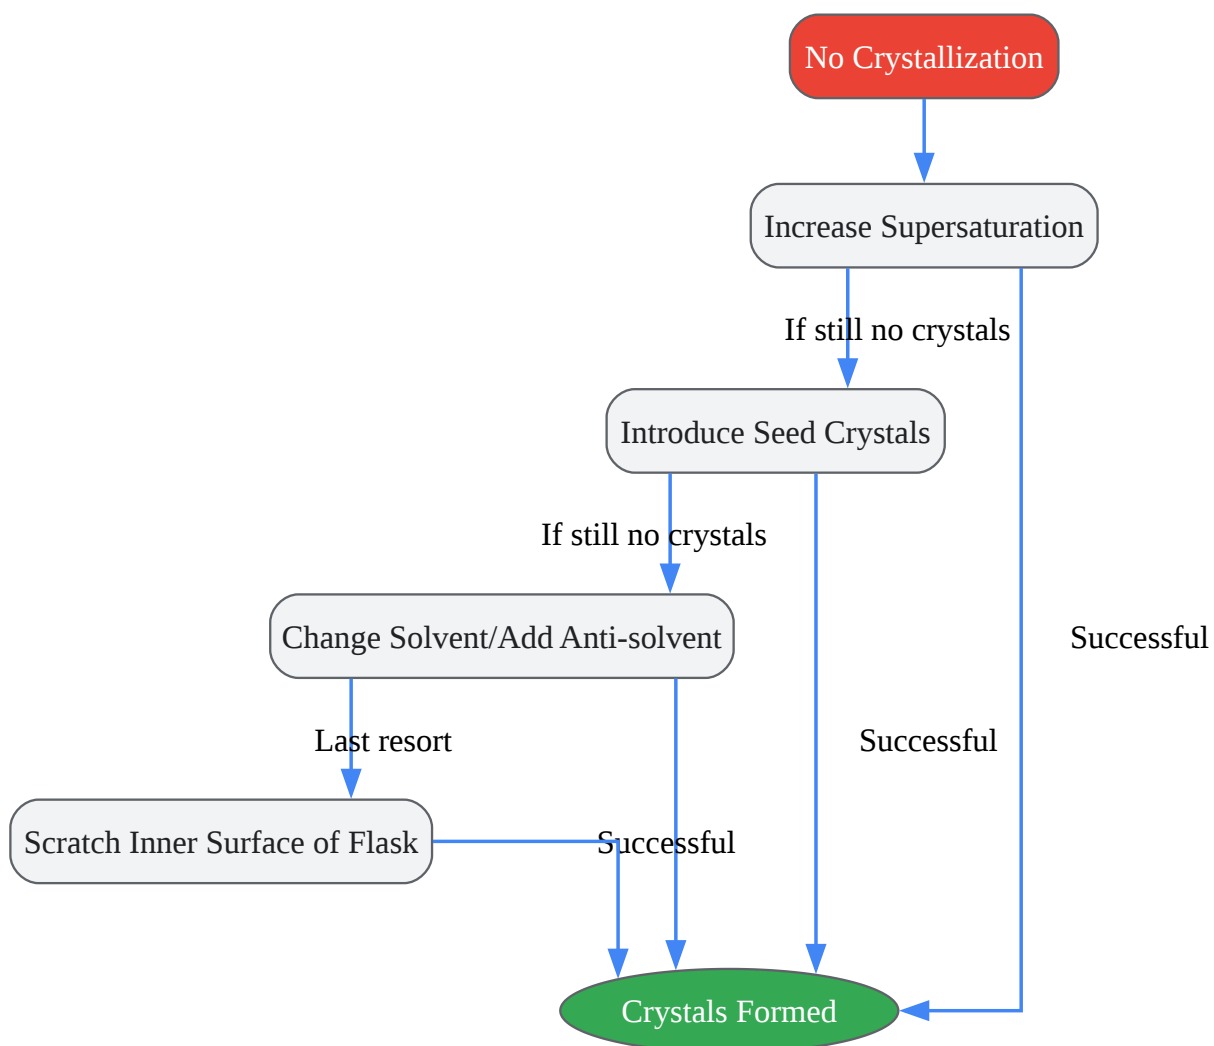 No Crystallization
Increase Supersaturation
If still no crystals
Introduce Seed Crystals
If still no crystals
Change Solvent/Add Anti-solvent
Successful
Last resort
Successful
Scratch Inner Surface of Flask
Successful
Crystals Formed